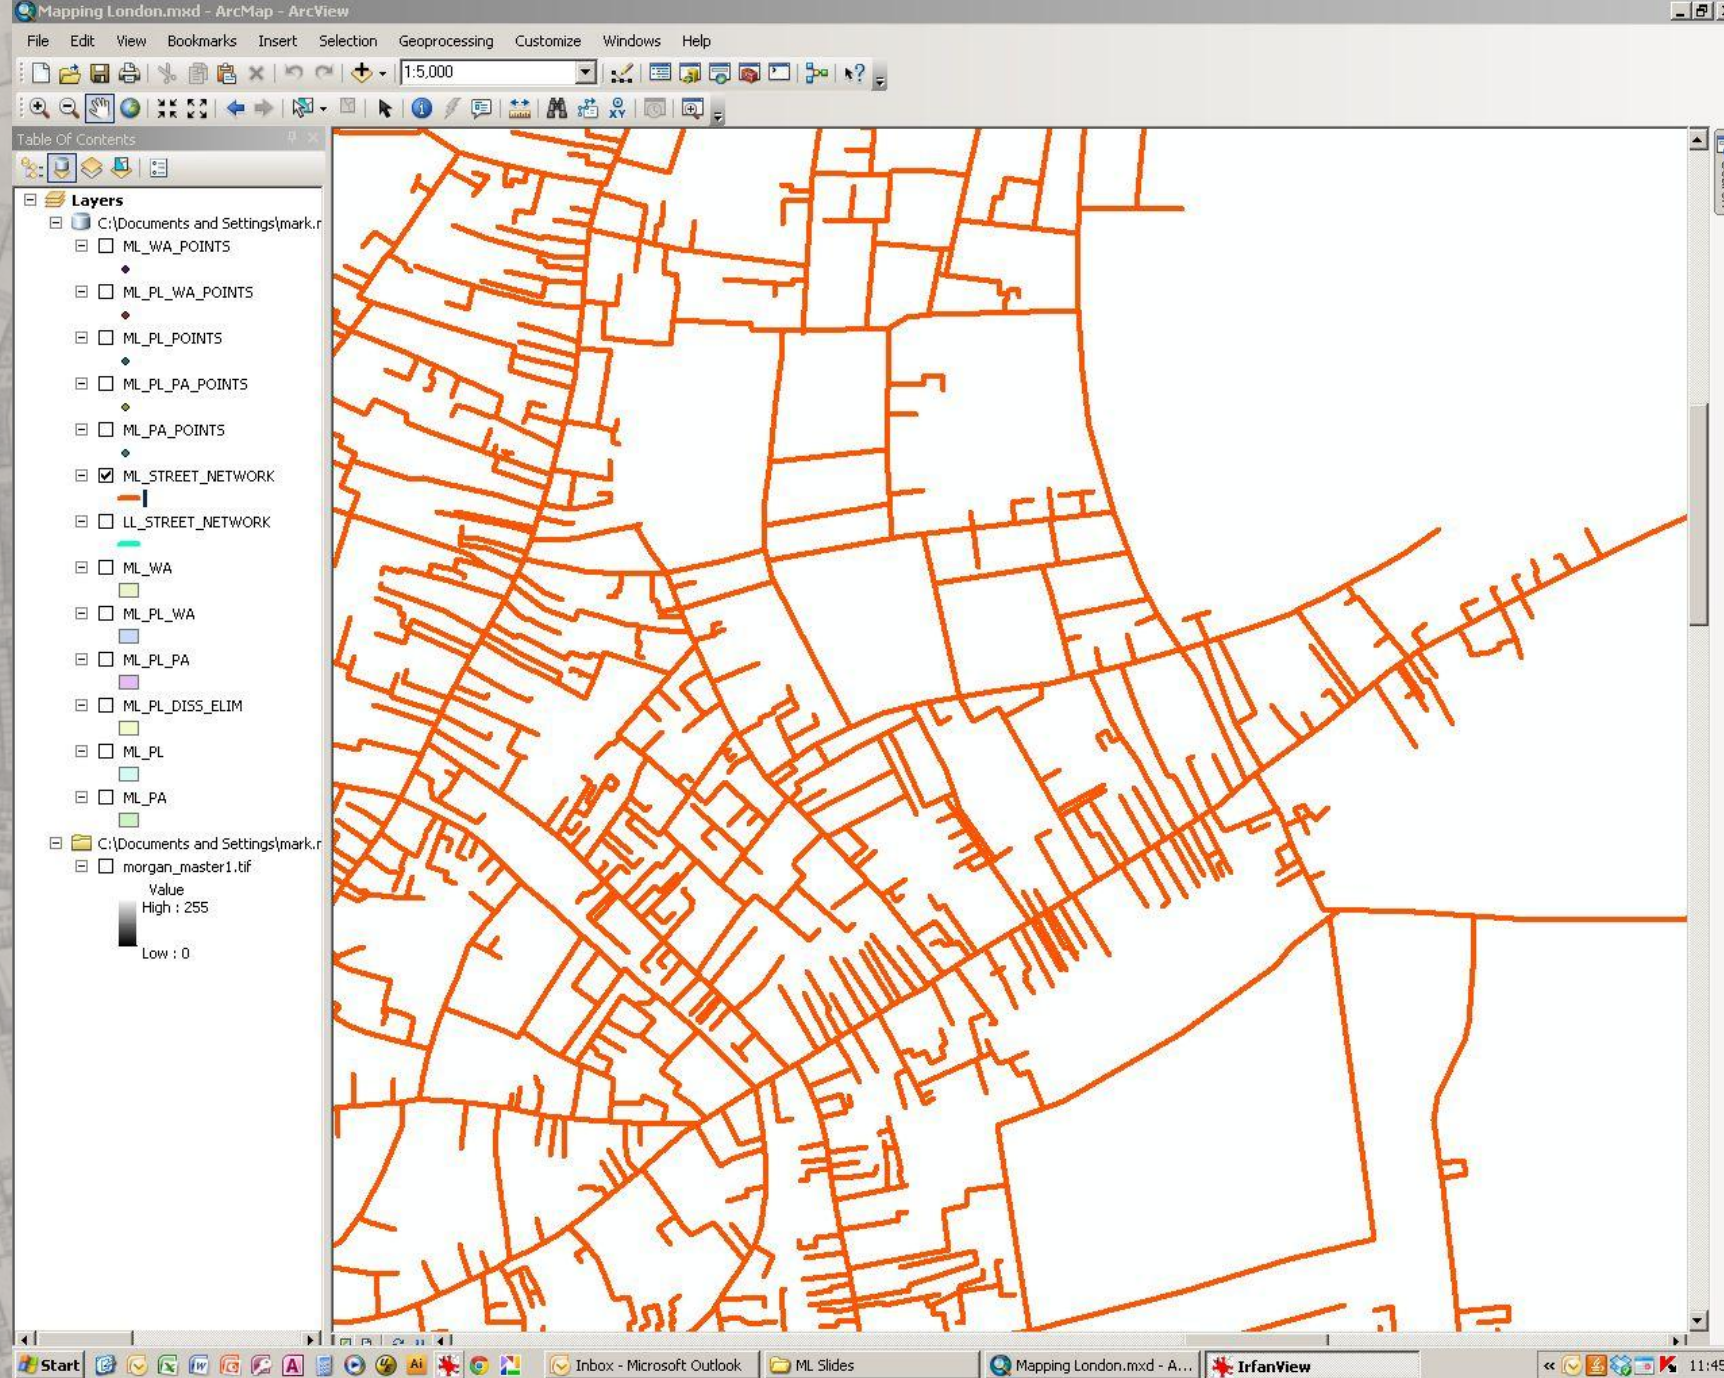 Mapping London.mxd - ArcMap - ArcView
File Edit View Bookmarks Insert Selection Geoprocessing Customize Windows Help
1:5,000
Table Of Contents
Layers
C:\Documents and Settings\mark.r
ML_WA_POINTS
ML_PL_WA_POINTS
ML_PL_POINTS
ML_PL_PA_POINTS
ML_PA_POINTS
ML_STREET_NETWORK
LL_STREET_NETWORK
ML_WA
ML_PL_WA
ML_PL_PA
ML_PL_DISS_ELIM
ML_PL
ML_PA
C:\Documents and Settings\mark.r
morgan_master1.tif
Value
High : 255
Low : 0
Start Inbox - Microsoft Outlook ML Slides Mapping London.mxd - A... IrfanView 11:45